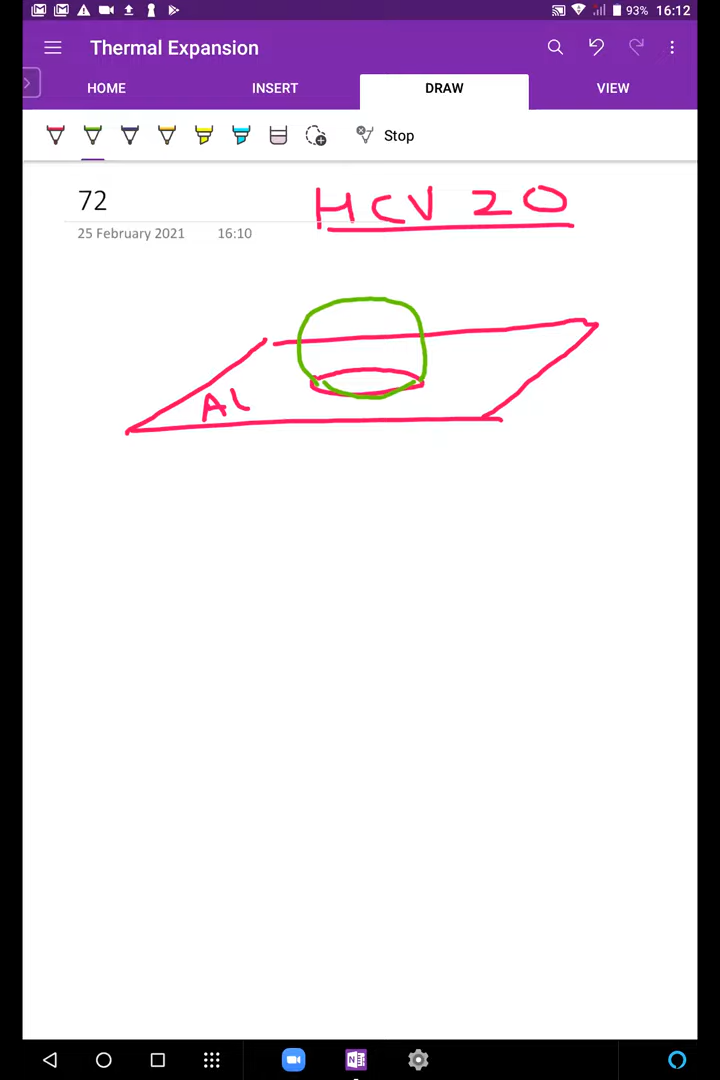 93% 16:12
Thermal Expansion
HOME INSERT DRAW VIEW
Stop
72
HCV 20
25 February 2021 16:10
Al